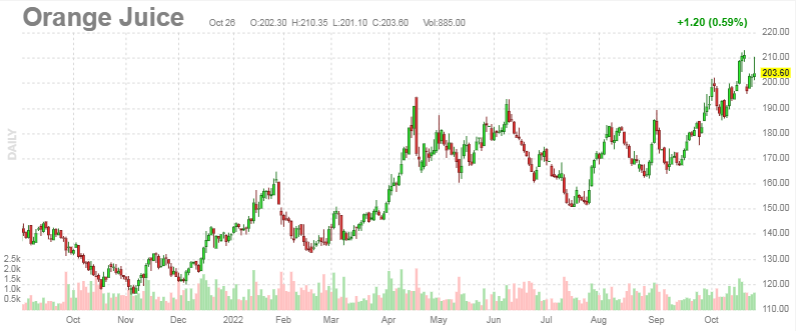 Orange Juice Oct 26 O:202.30 H:210.35 L:201.10 C:203.60 Vol:885.00 +1.20 (0.59%)
DAILY
220.00
210.00
203.60
200.00
190.00
180.00
170.00
160.00
150.00
140.00
130.00
120.00
110.00
2.5k
2.0k
1.5k
1.0k
0.5k
Oct Nov Dec 2022 Feb Mar Apr May Jun Jul Aug Sep Oct